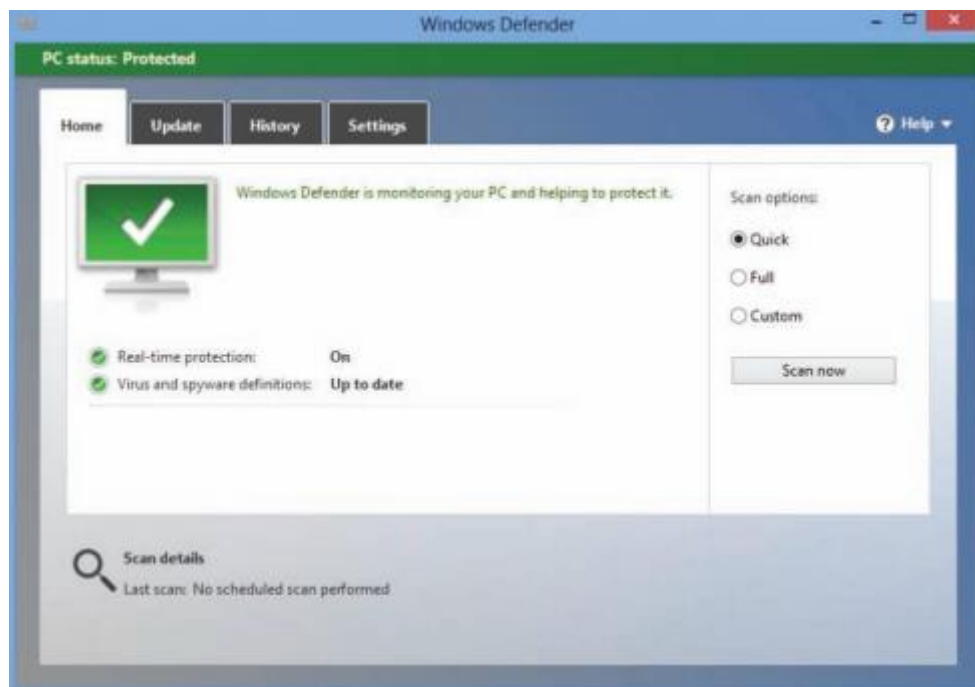 Windows Defender
PC status: Protected
Home
Update
History
Settings
Help
Windows Defender is monitoring your PC and helping to protect it.
Scan options:
Quick
Full
Custom
Scan now
Real-time protection: On
Virus and spyware definitions: Up to date
Scan details
Last scan: No scheduled scan performed